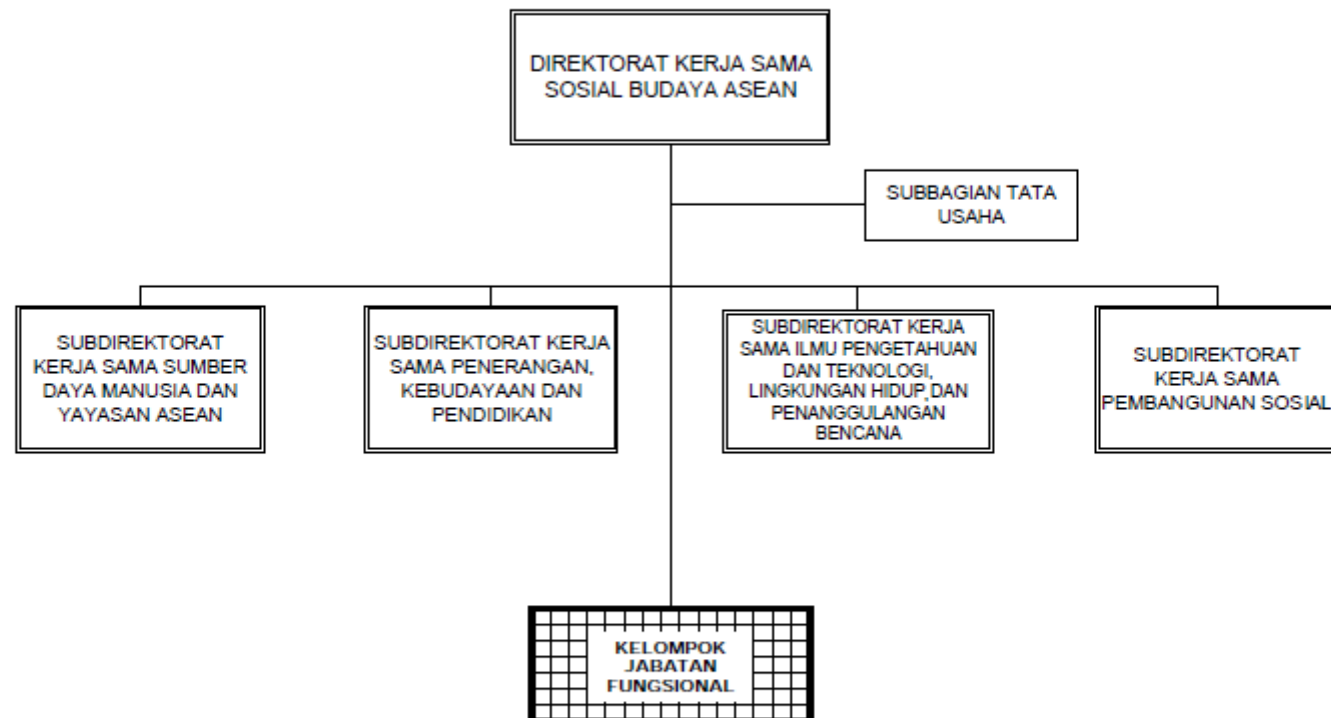 DIREKTORAT KERJA SAMA
SOSIAL BUDAYA ASEAN
SUBBAGIAN TATA
USAHA
SUBDIREKTORAT
KERJA SAMA SUMBER
DAYA MANUSIA DAN
YAYASAN ASEAN
SUBDIREKTORAT KERJA
SAMA PENERANGAN,
KEBUDAYAAN DAN
PENDIDIKAN
SUBDIREKTORAT KERJA
SAMA ILMU PENGETAHUAN
DAN TEKNOLOGI,
LINGKUNGAN HIDUP, DAN
PENANGGULANGAN
BENCANA
SUBDIREKTORAT
KERJA SAMA
PEMBANGUNAN SOSIAL
KELOMPOK
JABATAN
FUNGSIONAL